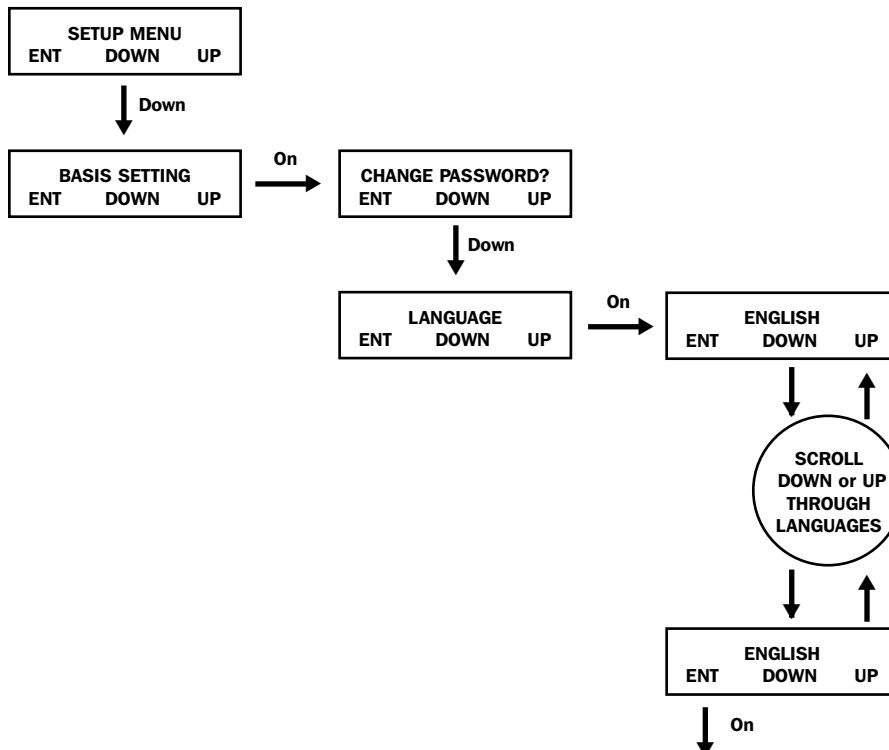 SETUP MENU
ENT DOWN UP
Down
BASIS SETTING
ENT DOWN UP
On
CHANGE PASSWORD?
ENT DOWN UP
Down
LANGUAGE
ENT DOWN UP
On
ENGLISH
ENT DOWN UP
SCROLL
DOWN or UP
THROUGH
LANGUAGES
ENGLISH
ENT DOWN UP
On